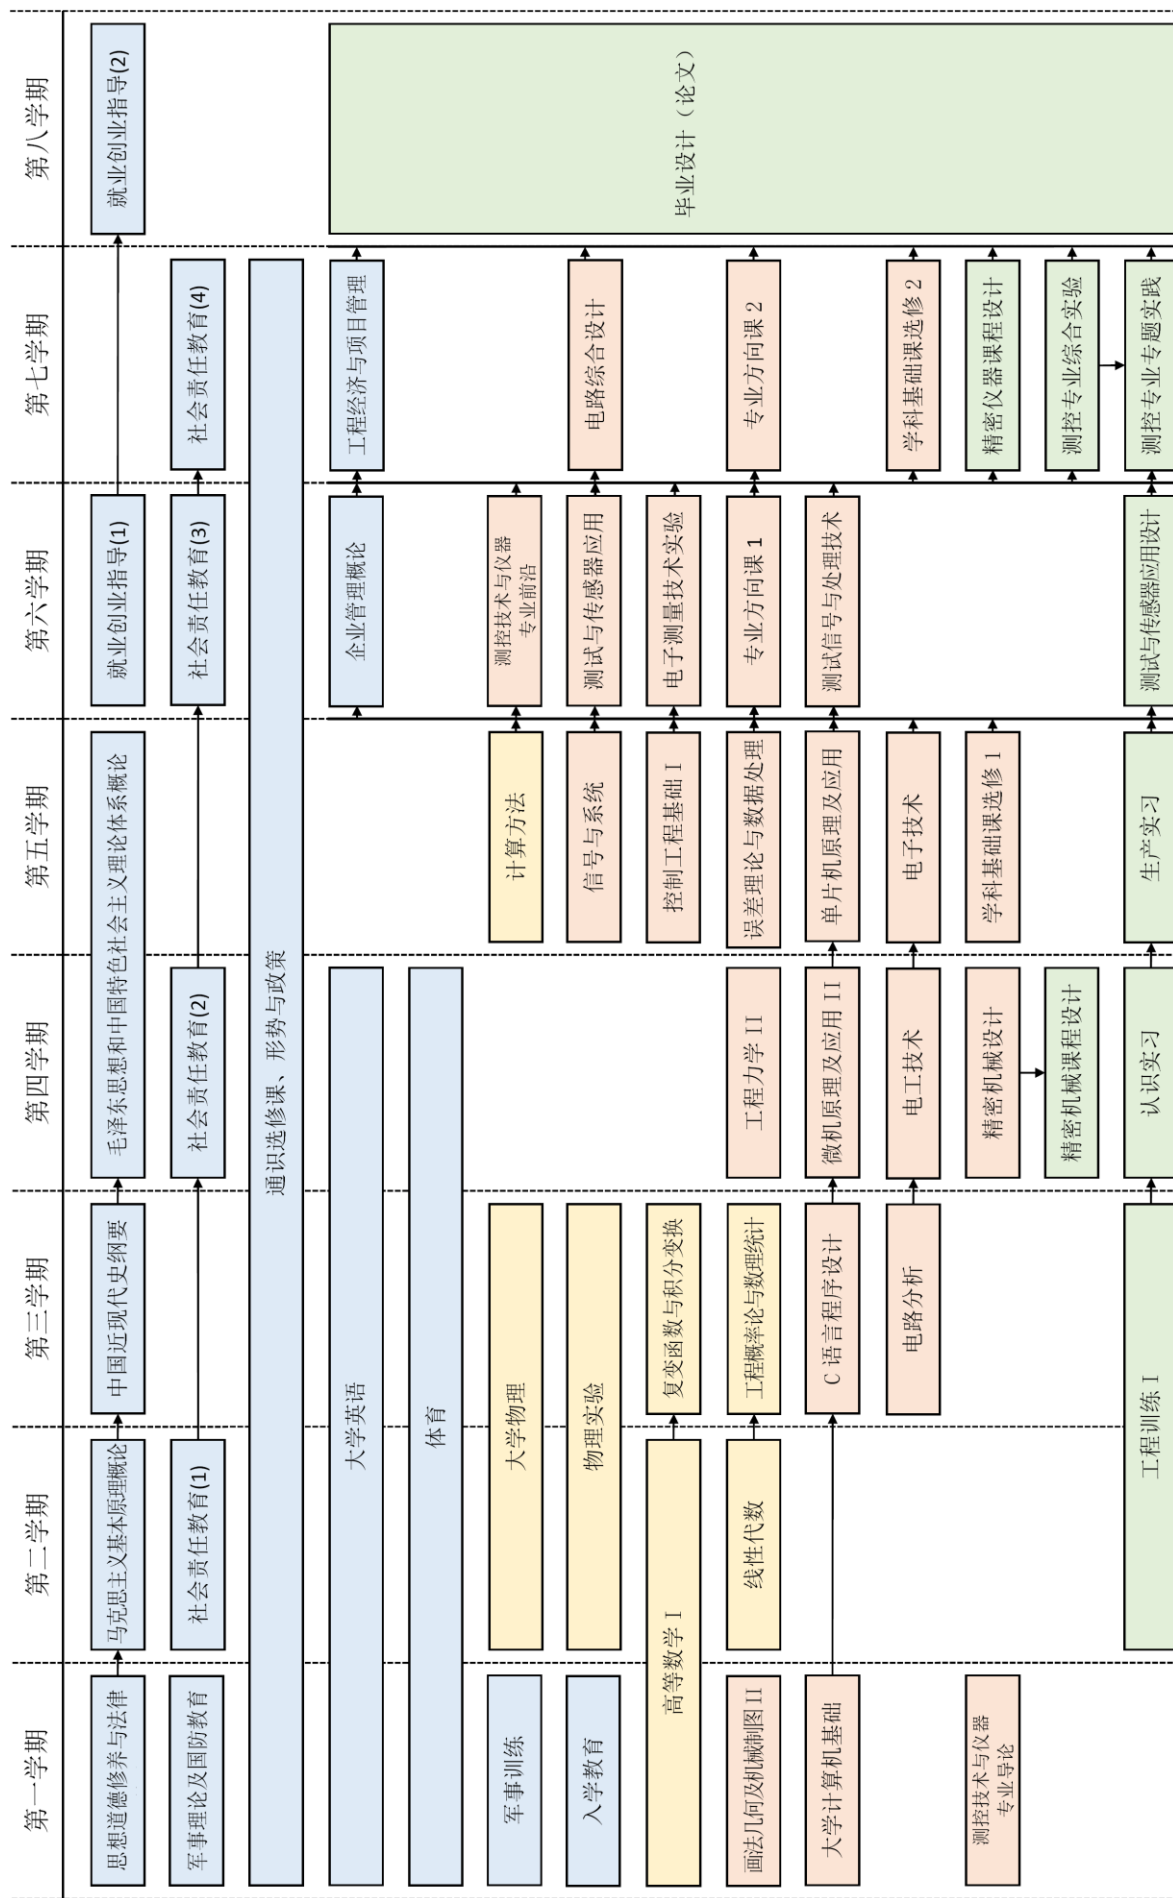 第一学期
第二学期
第三学期
第四学期
第五学期
第六学期
第七学期
第八学期
思想道德修养与法律
马克思主义基本原理概论
中国近现代史纲要
毛泽东思想和中国特色社会主义理论体系概论
就业创业指导(1)
就业创业指导(2)
军事理论及国防教育
社会责任教育(1)
社会责任教育(2)
社会责任教育(3)
社会责任教育(4)
通识选修课、形势与政策
大学英语
企业管理概论
工程经济与项目管理
毕业设计（论文）
体育
军事训练
大学物理
计算方法
测控技术与仪器
专业前沿
入学教育
物理实验
信号与系统
测试与传感器应用
电路综合设计
高等数学 I
复变函数与积分变换
控制工程基础 I
电子测量技术实验
画法几何及机械制图 II
线性代数
工程概率论与数理统计
工程力学 II
误差理论与数据处理
专业方向课 1
专业方向课 2
大学计算机基础
C 语言程序设计
微机原理及应用 II
单片机原理及应用
测试信号与处理技术
电路分析
电工技术
电子技术
学科基础课选修 2
测控技术与仪器
专业导论
精密机械设计
学科基础课选修 1
精密仪器课程设计
精密机械课程设计
测控专业综合实验
工程训练 I
认识实习
生产实习
测试与传感器应用设计
测控专业专题实践